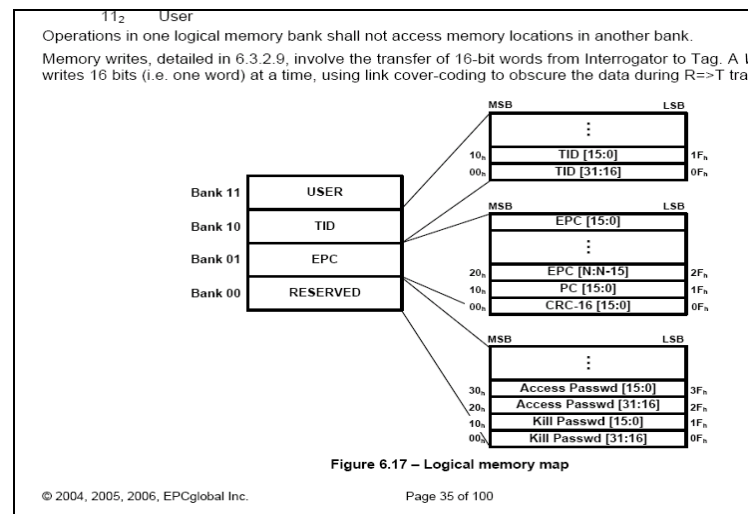 11₂ User
Operations in one logical memory bank shall not access memory locations in another bank.
Memory writes, detailed in 6.3.2.9, involve the transfer of 16-bit words from Interrogator to Tag. A
writes 16 bits (i.e. one word) at a time, using link cover-coding to obscure the data during R=>T
MSB LSB
⋮
10ₕ TID [15:0] 1Fₕ
00ₕ TID [31:16] 0Fₕ
Bank 11 USER
Bank 10 TID
Bank 01 EPC
Bank 00 RESERVED
MSB LSB
EPC [15:0]
⋮
20ₕ EPC [N:N-15] 2Fₕ
10ₕ PC [15:0] 1Fₕ
00ₕ CRC-16 [15:0] 0Fₕ
MSB LSB
⋮
30ₕ Access Passwd [15:0] 3Fₕ
20ₕ Access Passwd [31:16] 2Fₕ
10ₕ Kill Passwd [15:0] 1Fₕ
00ₕ Kill Passwd [31:16] 0Fₕ
Figure 6.17 – Logical memory map
© 2004, 2005, 2006, EPCglobal Inc. Page 35 of 100